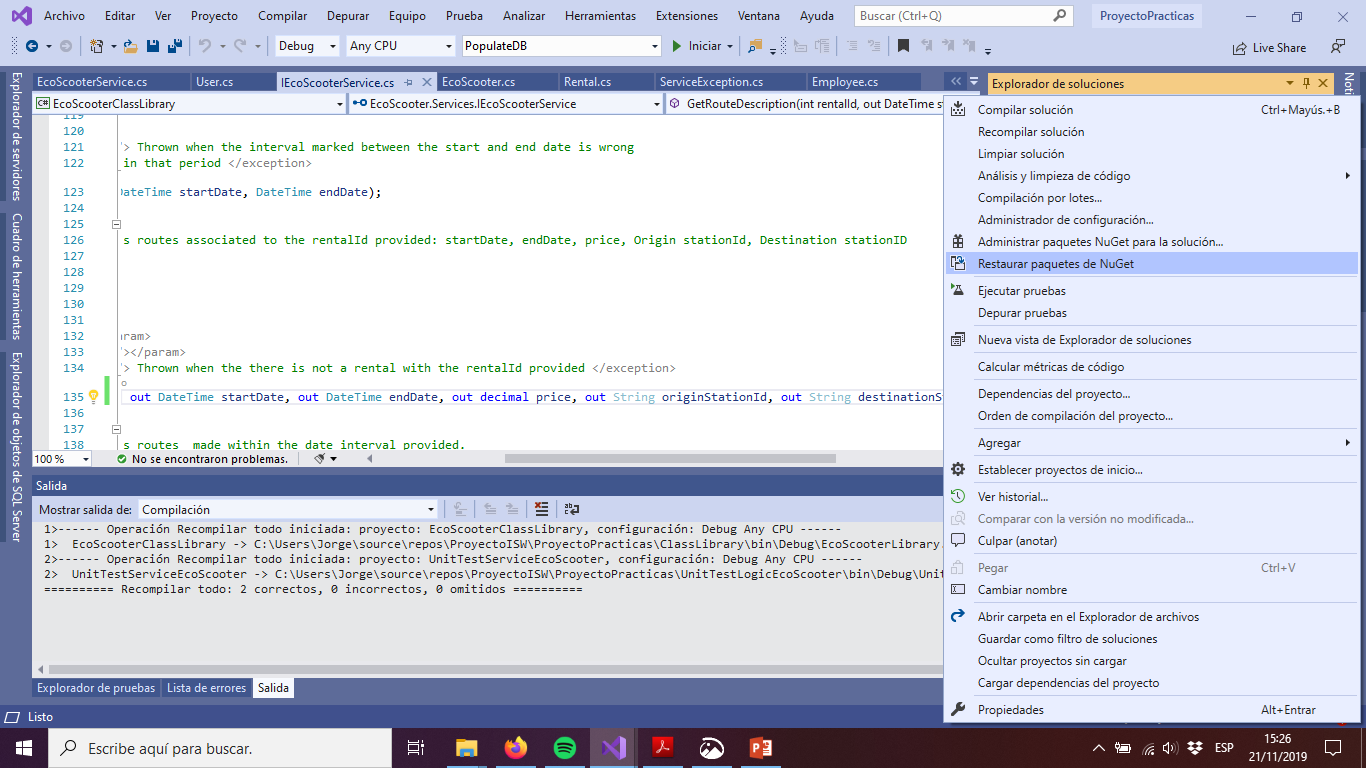 Archivo Editar Ver Proyecto Compilar Depurar Equipo Prueba Analizar Herramientas Extensiones Ventana Ayuda Buscar (Ctrl+Q) ProyectoPracticas
Debug Any CPU PopulateDB Iniciar Live Share
EcoScooterService.cs User.cs IEcoScooterService.cs EcoScooter.cs Rental.cs ServiceException.cs Employee.cs
EcoScooterClassLibrary EcoScooter.Services.IEcoScooterService GetRouteDescription(int rentalId, out DateTime st
Explorador de servidores
Cuadro de herramientas
Explorador de objetos de SQL Server
119
120
121 "> Thrown when the interval marked between the start and end date is wrong
122 in that period </exception>
123 DateTime startDate, DateTime endDate);
124
125
126 s routes associated to the rentalId provided: startDate, endDate, price, Origin stationId, Destination stationID
127
128
129
130
131
132 ram>
133 "></param>
134 "> Thrown when the there is not a rental with the rentalId provided </exception>
o
135 out DateTime startDate, out DateTime endDate, out decimal price, out String originStationId, out String destinationS
136
137
138 s routes made within the date interval provided.
100 % No se encontraron problemas.
Salida
Mostrar salida de: Compilación
1>------ Operación Recompilar todo iniciada: proyecto: EcoScooterClassLibrary, configuración: Debug Any CPU ------
1> EcoScooterClassLibrary -> C:\Users\Jorge\source\repos\ProyectoISW\ProyectoPracticas\ClassLibrary\bin\Debug\EcoScooterLibrary.
2>------ Operación Recompilar todo iniciada: proyecto: UnitTestServiceEcoScooter, configuración: Debug Any CPU ------
2> UnitTestServiceEcoScooter -> C:\Users\Jorge\source\repos\ProyectoISW\ProyectoPracticas\UnitTestLogicEcoScooter\bin\Debug\Unit
========== Recompilar todo: 2 correctos, 0 incorrectos, 0 omitidos ==========
Explorador de pruebas Lista de errores Salida
Listo
Explorador de soluciones
Noti
Compilar solución Ctrl+Mayús.+B
Recompilar solución
Limpiar solución
Análisis y limpieza de código
Compilación por lotes...
Administrador de configuración...
Administrar paquetes NuGet para la solución...
Restaurar paquetes de NuGet
Ejecutar pruebas
Depurar pruebas
Nueva vista de Explorador de soluciones
Calcular métricas de código
Dependencias del proyecto...
Orden de compilación del proyecto...
Agregar
Establecer proyectos de inicio...
Ver historial...
Comparar con la versión no modificada...
Culpar (anotar)
Pegar Ctrl+V
Cambiar nombre
Abrir carpeta en el Explorador de archivos
Guardar como filtro de soluciones
Ocultar proyectos sin cargar
Cargar dependencias del proyecto
Propiedades Alt+Entrar
Escribe aquí para buscar. ESP 15:26
21/11/2019